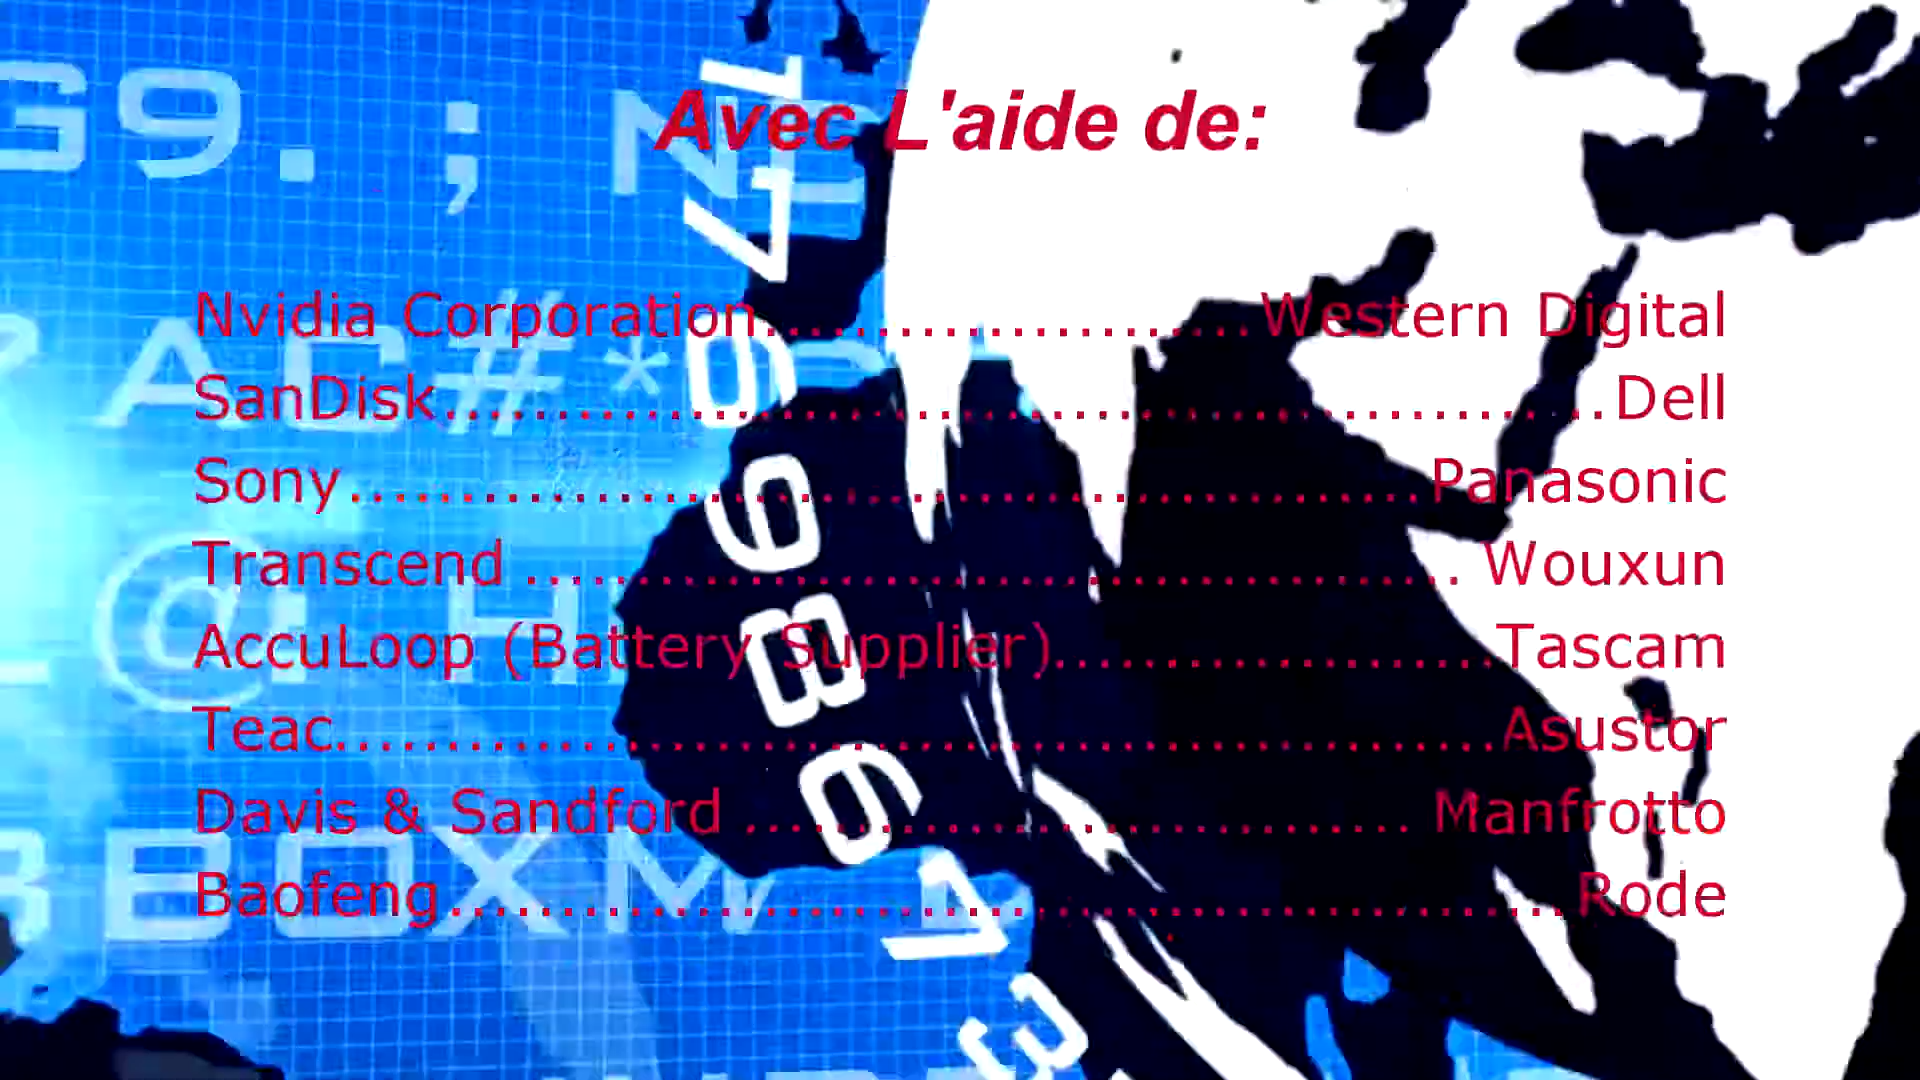 Avec L'aide de:
Nvidia Corporation......................Western Digital
SanDisk.......................................Dell
Sony.....................................Panasonic
Transcend ................................ Wouxun
AccuLoop (Battery Supplier)...............Tascam
Teac.......................................Asustor
Davis & Sandford ....................... Manfrotto
Baofeng.....................................Rode